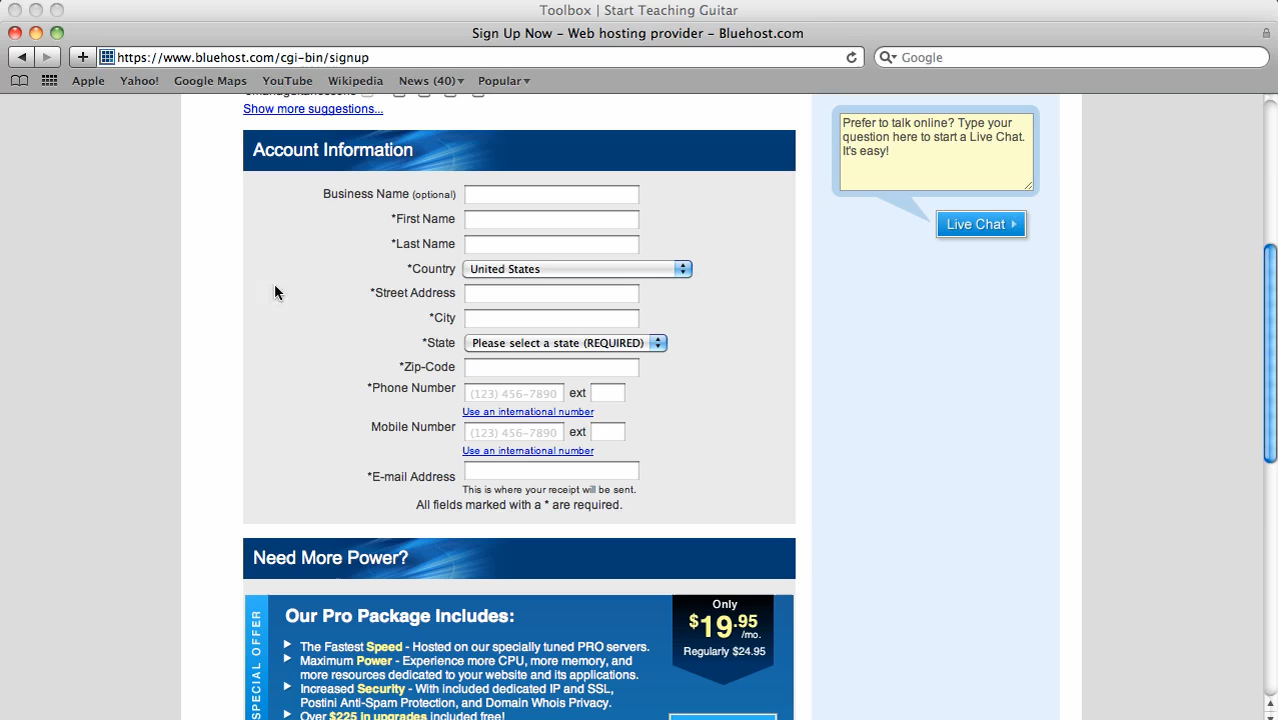 Toolbox | Start Teaching Guitar
Sign Up Now – Web hosting provider – Bluehost.com
https://www.bluehost.com/cgi-bin/signup
Google
Apple Yahoo! Google Maps YouTube Wikipedia News (40)▾ Popular▾
Show more suggestions...
Prefer to talk online? Type your
question here to start a Live Chat.
It's easy!
Live Chat
Account Information
Business Name (optional)
*First Name
*Last Name
*Country United States
*Street Address
*City
*State Please select a state (REQUIRED)
*Zip-Code
*Phone Number (123) 456-7890 ext
Use an international number
Mobile Number (123) 456-7890 ext
Use an international number
*E-mail Address
This is where your receipt will be sent.
All fields marked with a * are required.
Need More Power?
SPECIAL OFFER
Our Pro Package Includes:
The Fastest Speed - Hosted on our specially tuned PRO servers.
Maximum Power - Experience more CPU, more memory, and
more resources dedicated to your website and its applications.
Increased Security - With included dedicated IP and SSL,
Postini Anti-Spam Protection, and Domain Whois Privacy.
Over $225 in upgrades included free!
Only
$19.95
/mo.
Regularly $24.95